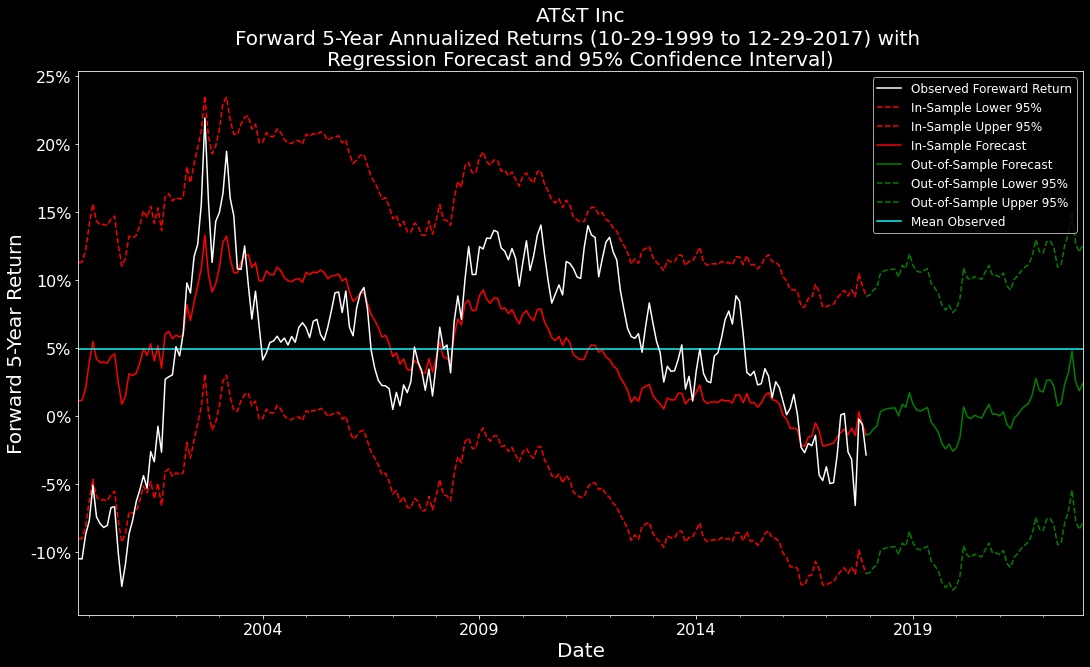 AT&T Inc
Forward 5-Year Annualized Returns (10-29-1999 to 12-29-2017) with
Regression Forecast and 95% Confidence Interval)
25%
20%
15%
10%
5%
0%
-5%
-10%
Forward 5-Year Return
Observed Foreward Return
In-Sample Lower 95%
In-Sample Upper 95%
In-Sample Forecast
Out-of-Sample Forecast
Out-of-Sample Lower 95%
Out-of-Sample Upper 95%
Mean Observed
2004 2009 2014 2019
Date